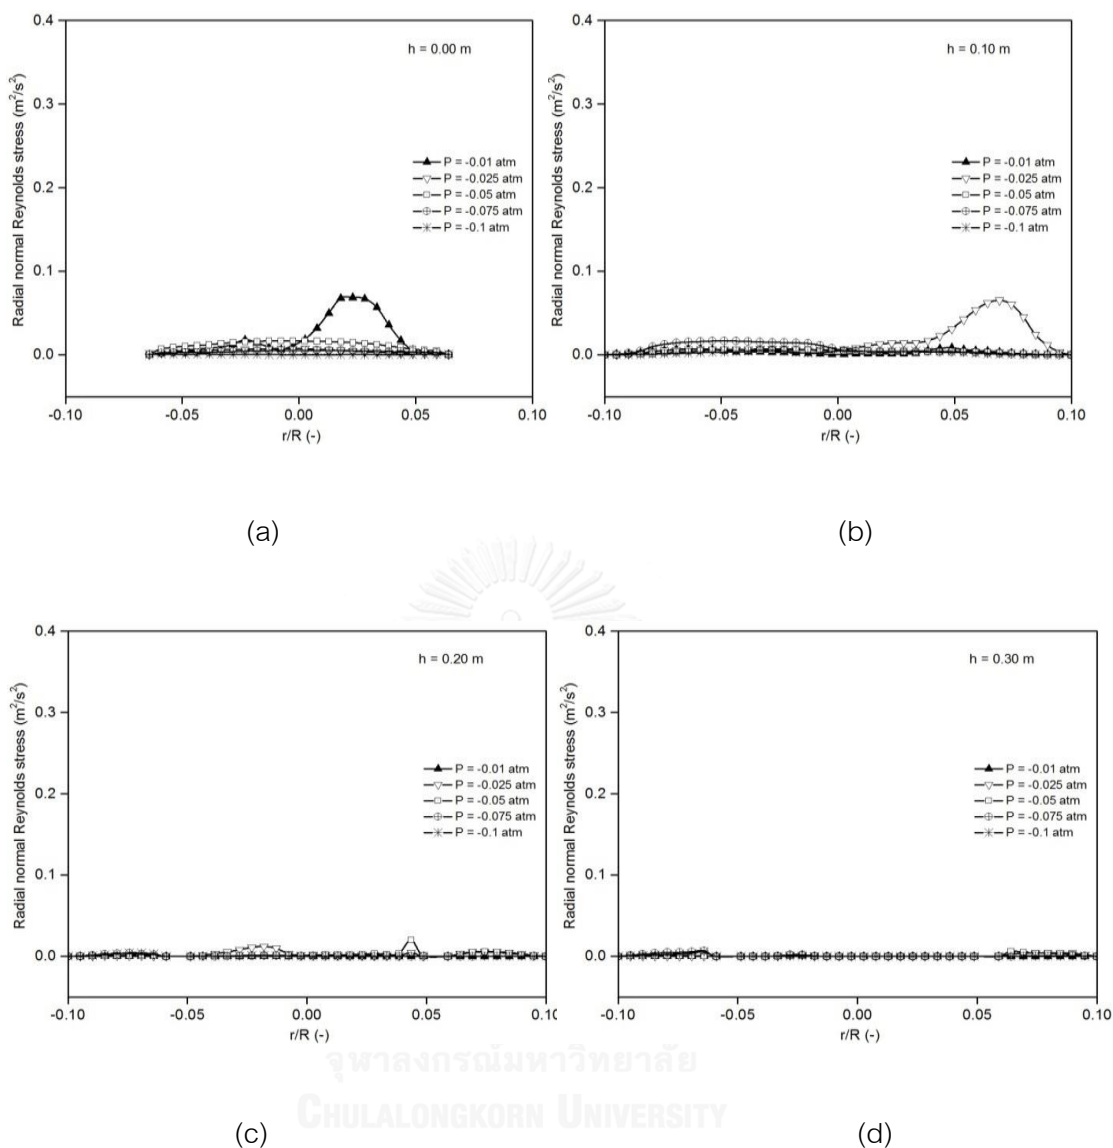 0.4
0.3
0.2
0.1
0.0
Radial normal Reynolds stress (m²/s²)
h = 0.00 m
P = -0.01 atm
P = -0.025 atm
P = -0.05 atm
P = -0.075 atm
P = -0.1 atm
-0.10 -0.05 0.00 0.05 0.10
r/R (-)
(a)
0.4
0.3
0.2
0.1
0.0
Radial normal Reynolds stress (m²/s²)
h = 0.10 m
P = -0.01 atm
P = -0.025 atm
P = -0.05 atm
P = -0.075 atm
P = -0.1 atm
-0.10 -0.05 0.00 0.05 0.10
r/R (-)
(b)
0.4
0.3
0.2
0.1
0.0
Radial normal Reynolds stress (m²/s²)
h = 0.20 m
P = -0.01 atm
P = -0.025 atm
P = -0.05 atm
P = -0.075 atm
P = -0.1 atm
-0.10 -0.05 0.00 0.05 0.10
r/R (-)
(c)
0.4
0.3
0.2
0.1
0.0
Radial normal Reynolds stress (m²/s²)
h = 0.30 m
P = -0.01 atm
P = -0.025 atm
P = -0.05 atm
P = -0.075 atm
P = -0.1 atm
-0.10 -0.05 0.00 0.05 0.10
r/R (-)
(d)
จุฬาลงกรณ์มหาวิทยาลัย
CHULALONGKORN UNIVERSITY